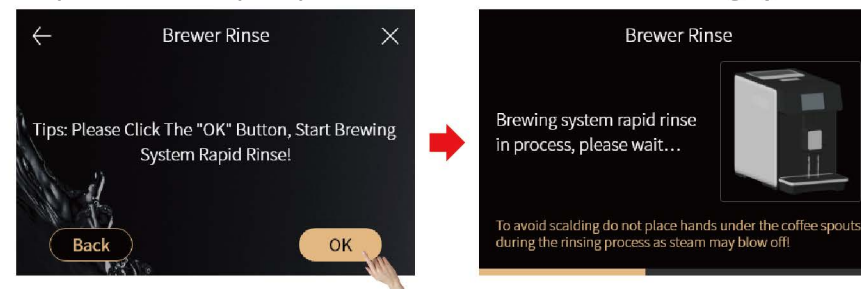 Brewer Rinse
Tips: Please Click The "OK" Button, Start Brewing
System Rapid Rinse!
Back
OK
Brewer Rinse
Brewing system rapid rinse
in process, please wait...
To avoid scalding do not place hands under the coffee spouts
during the rinsing process as steam may blow off!